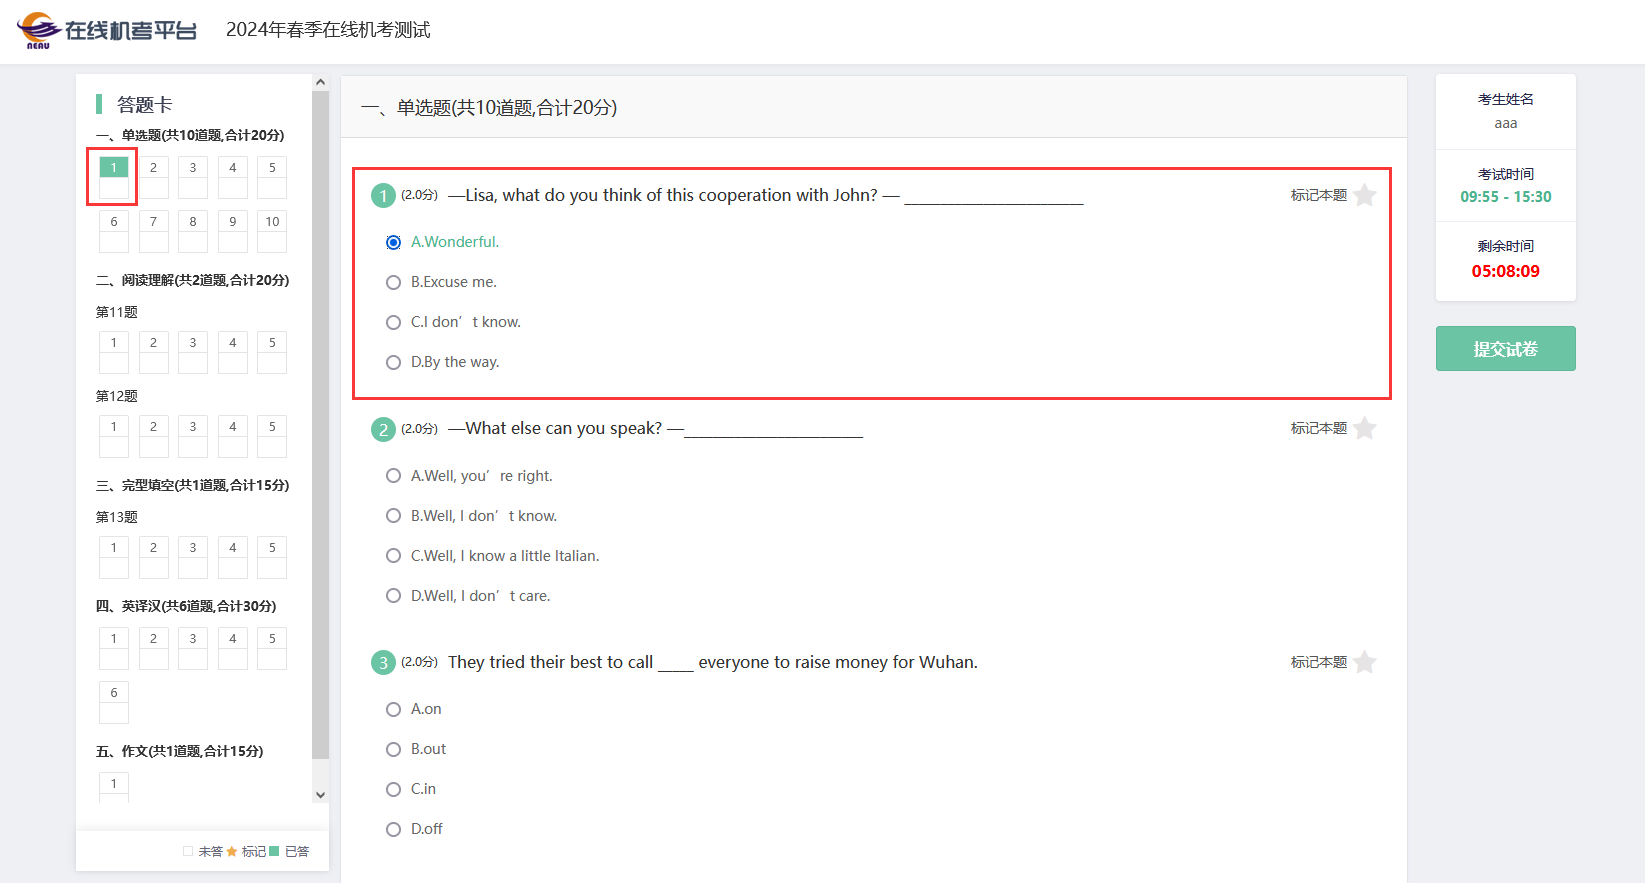 NEAU 在线机考平台 2024年春季在线机考测试
答题卡
一、单选题(共10道题,合计20分)
1 2 3 4 5
6 7 8 9 10
二、阅读理解(共2道题,合计20分)
第11题
1 2 3 4 5
第12题
1 2 3 4 5
三、完型填空(共1道题,合计15分)
第13题
1 2 3 4 5
四、英译汉(共6道题,合计30分)
1 2 3 4 5
6
五、作文(共1道题,合计15分)
1
未答 标记 已答
一、单选题(共10道题,合计20分)
1 (2.0分) —Lisa, what do you think of this cooperation with John? — ____________________ 标记本题
A.Wonderful.
B.Excuse me.
C.I don’t know.
D.By the way.
2 (2.0分) —What else can you speak? —____________________ 标记本题
A.Well, you’re right.
B.Well, I don’t know.
C.Well, I know a little Italian.
D.Well, I don’t care.
3 (2.0分) They tried their best to call ____ everyone to raise money for Wuhan. 标记本题
A.on
B.out
C.in
D.off
考生姓名
aaa
考试时间
09:55 - 15:30
剩余时间
05:08:09
提交试卷